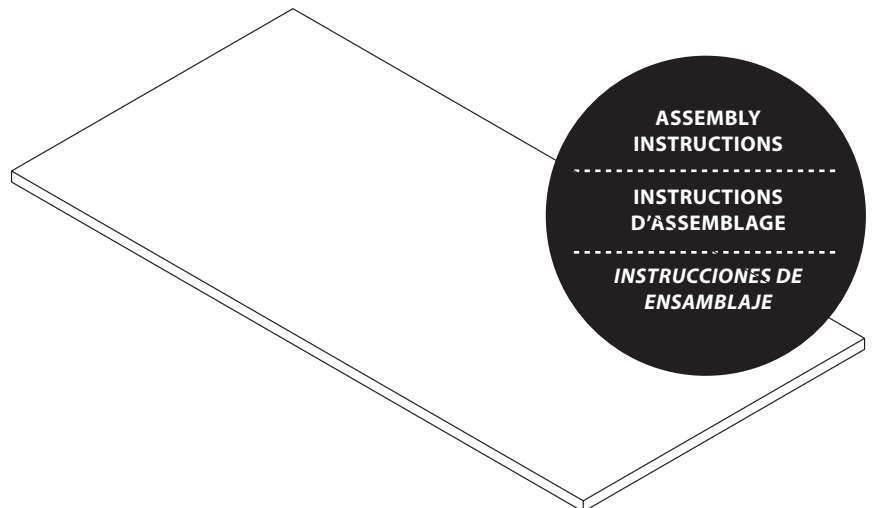 ASSEMBLY
INSTRUCTIONS
INSTRUCTIONS
D'ASSEMBLAGE
INSTRUCCIONES DE
ENSAMBLAJE